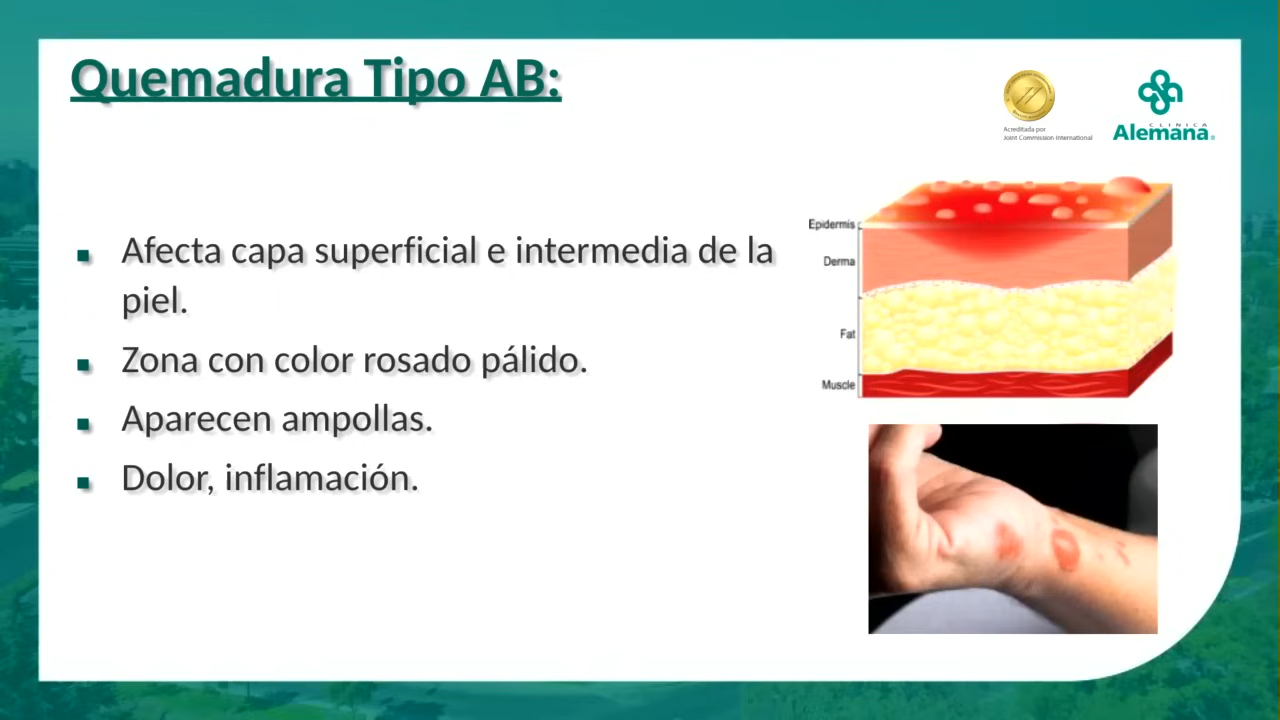 Quemadura Tipo AB:
Acreditada por
Joint Commission International
CLINICA
Alemana
Afecta capa superficial e intermedia de la
piel.
Zona con color rosado pálido.
Aparecen ampollas.
Dolor, inflamación.
Epidermis
Derma
Fat
Muscle